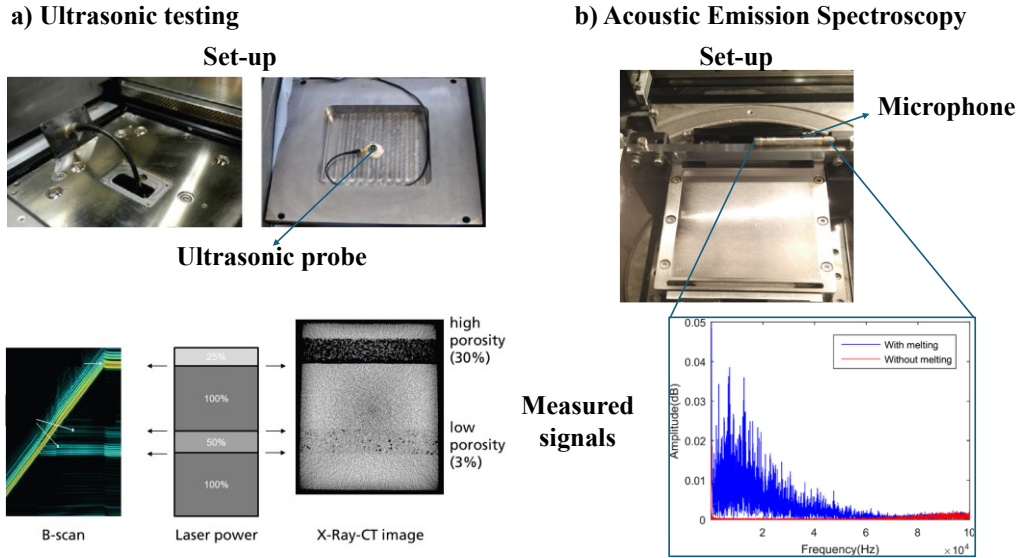 a) Ultrasonic testing
Set-up
Ultrasonic probe
high
porosity
(30%)
25%
100%
50%
100%
low
porosity
(3%)
B-scan
Laser power
X-Ray-CT image
b) Acoustic Emission Spectroscopy
Set-up
Microphone
Measured
signals
With melting
Without melting
Amplitude(dB)
0.05
0.04
0.03
0.02
0.01
0
2
4
6
8
10
×10⁴
Frequency(Hz)